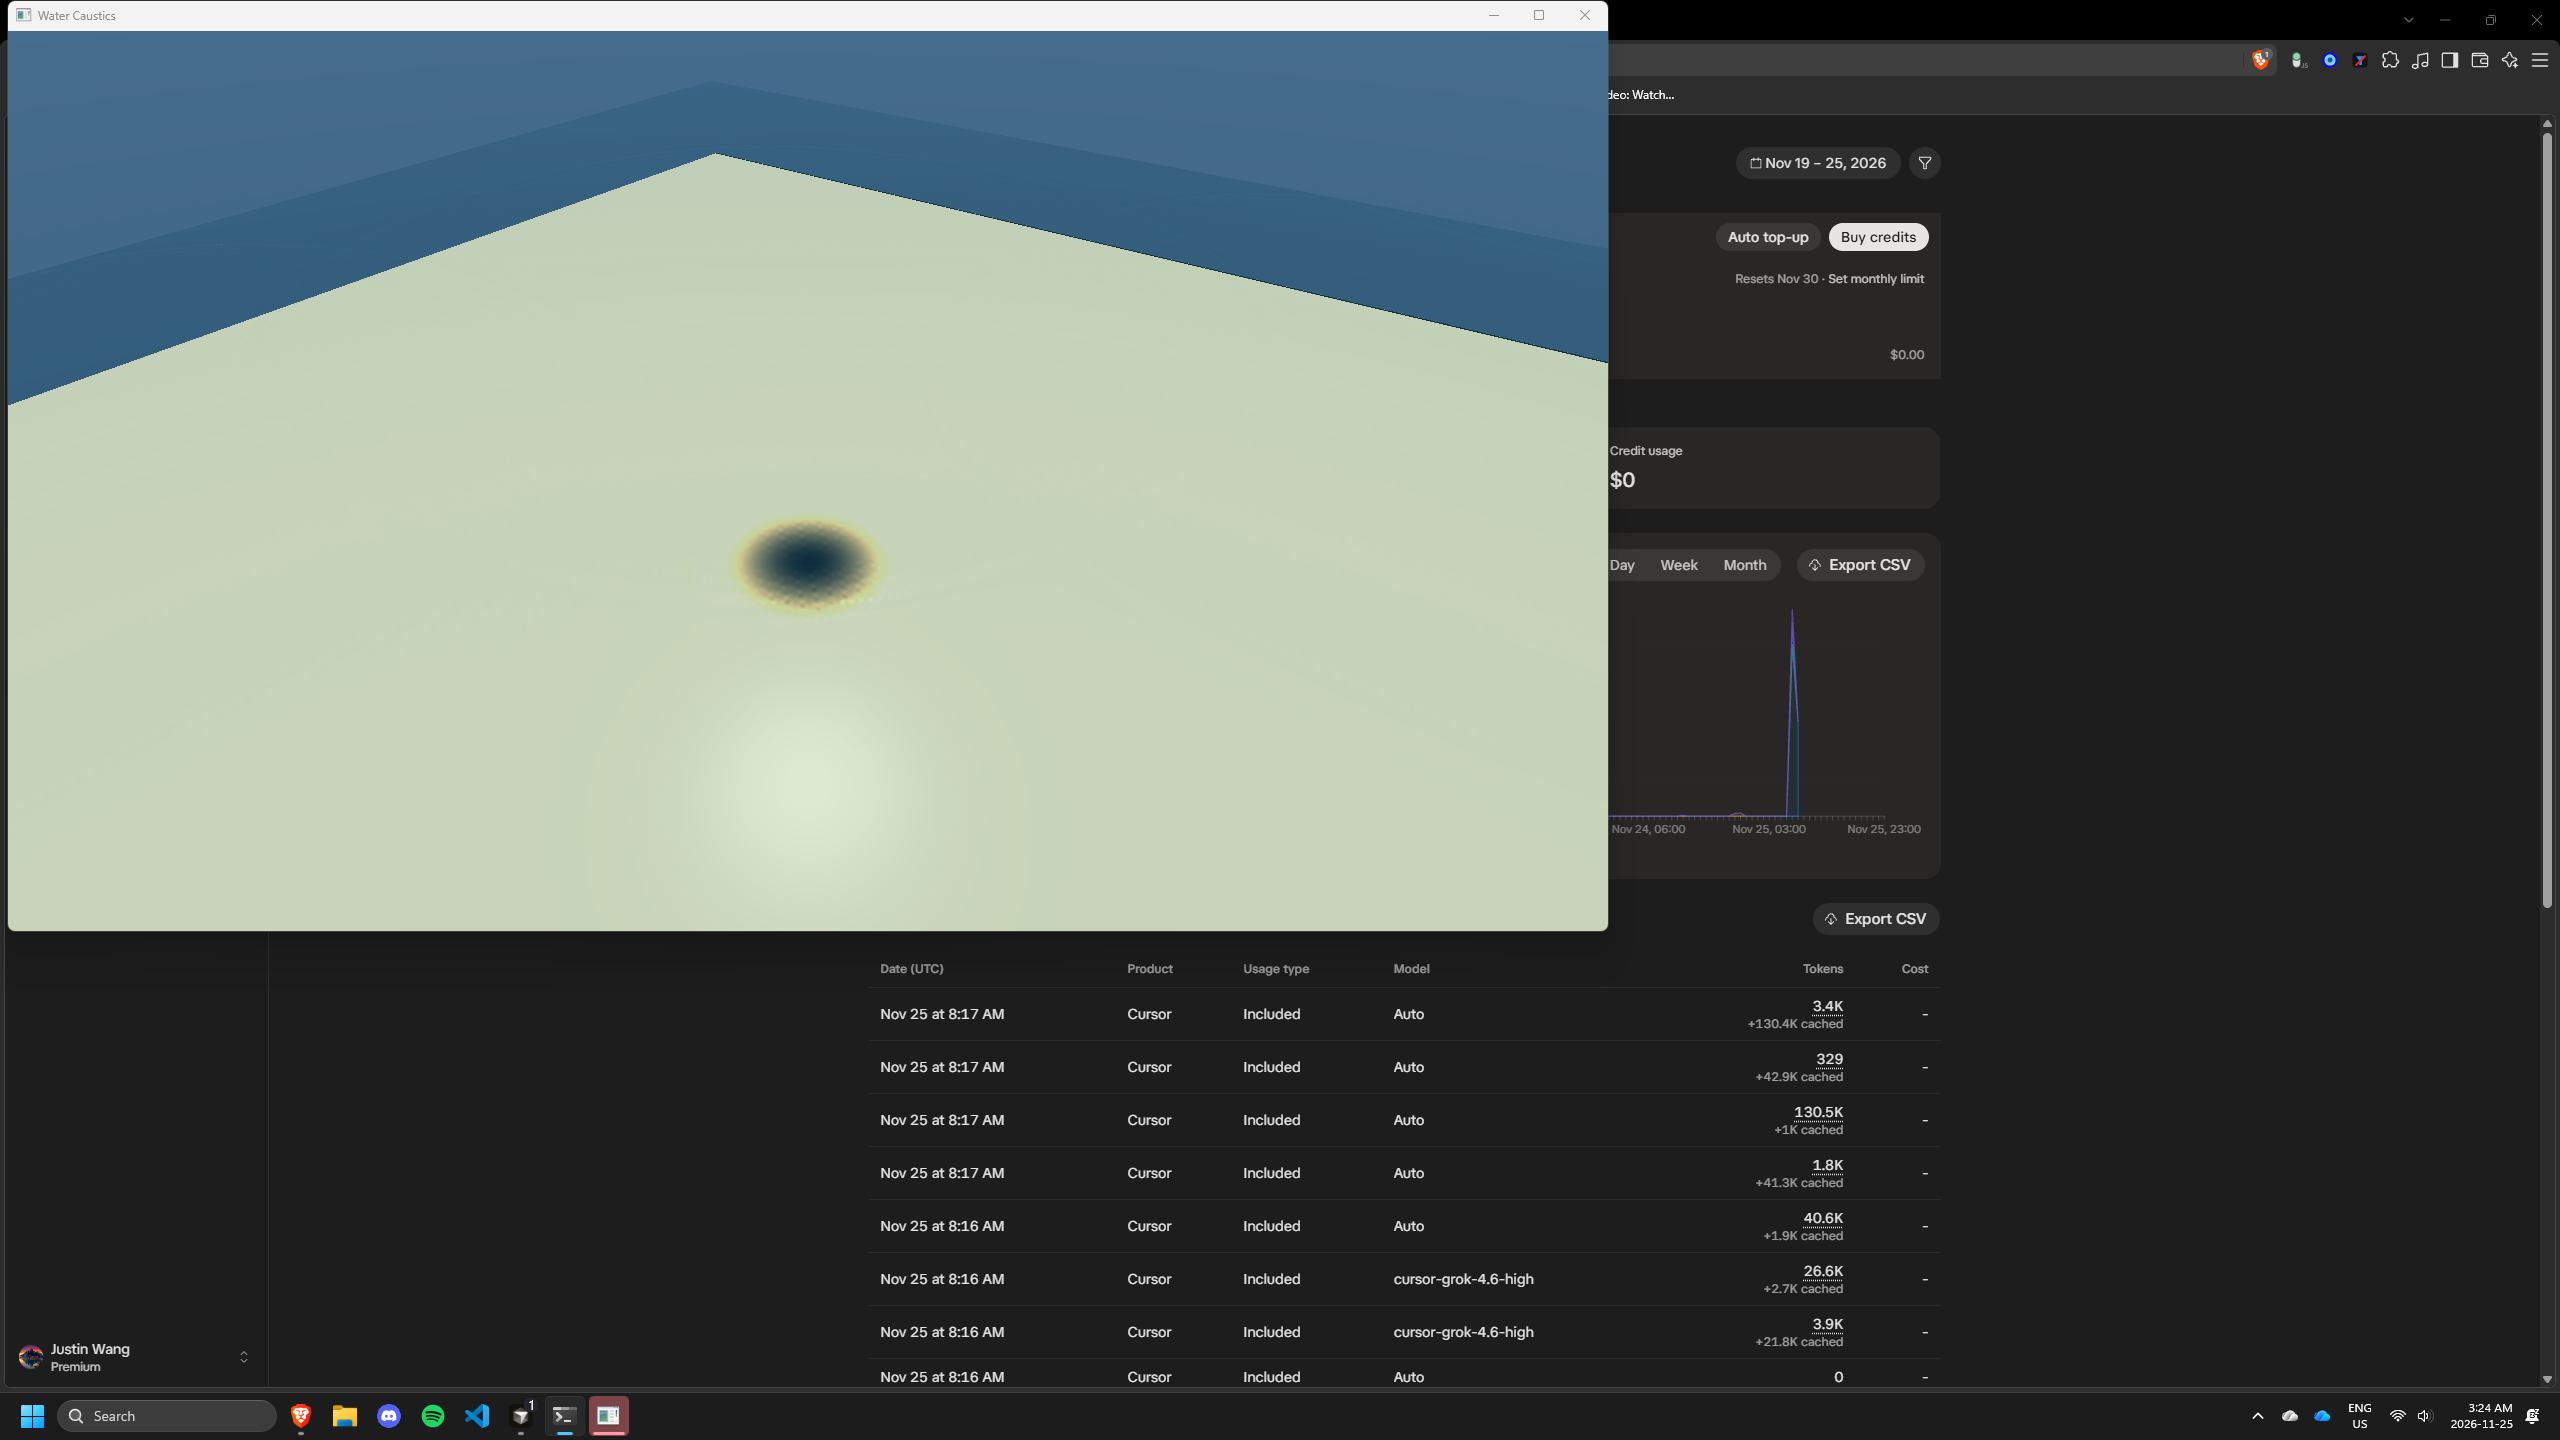 Water Caustics
deo: Watch...
Nov 19 – 25, 2026
Auto top-up
Buy credits
Resets Nov 30 · Set monthly limit
$0.00
Credit usage
$0
Day Week Month
Export CSV
Nov 24, 06:00 Nov 25, 03:00 Nov 25, 23:00
Export CSV
Date (UTC) Product Usage type Model Tokens Cost
Nov 25 at 8:17 AM Cursor Included Auto 3.4K -
+130.4K cached
Nov 25 at 8:17 AM Cursor Included Auto 329 -
+42.9K cached
Nov 25 at 8:17 AM Cursor Included Auto 130.5K -
+1K cached
Nov 25 at 8:17 AM Cursor Included Auto 1.8K -
+41.3K cached
Nov 25 at 8:16 AM Cursor Included Auto 40.6K -
+1.9K cached
Nov 25 at 8:16 AM Cursor Included cursor-grok-4.6-high 26.6K -
+2.7K cached
Nov 25 at 8:16 AM Cursor Included cursor-grok-4.6-high 3.9K -
+21.8K cached
Nov 25 at 8:16 AM Cursor Included Auto 0 -
Justin Wang
Premium
Search
1
ENG
US
3:24 AM
2026-11-25